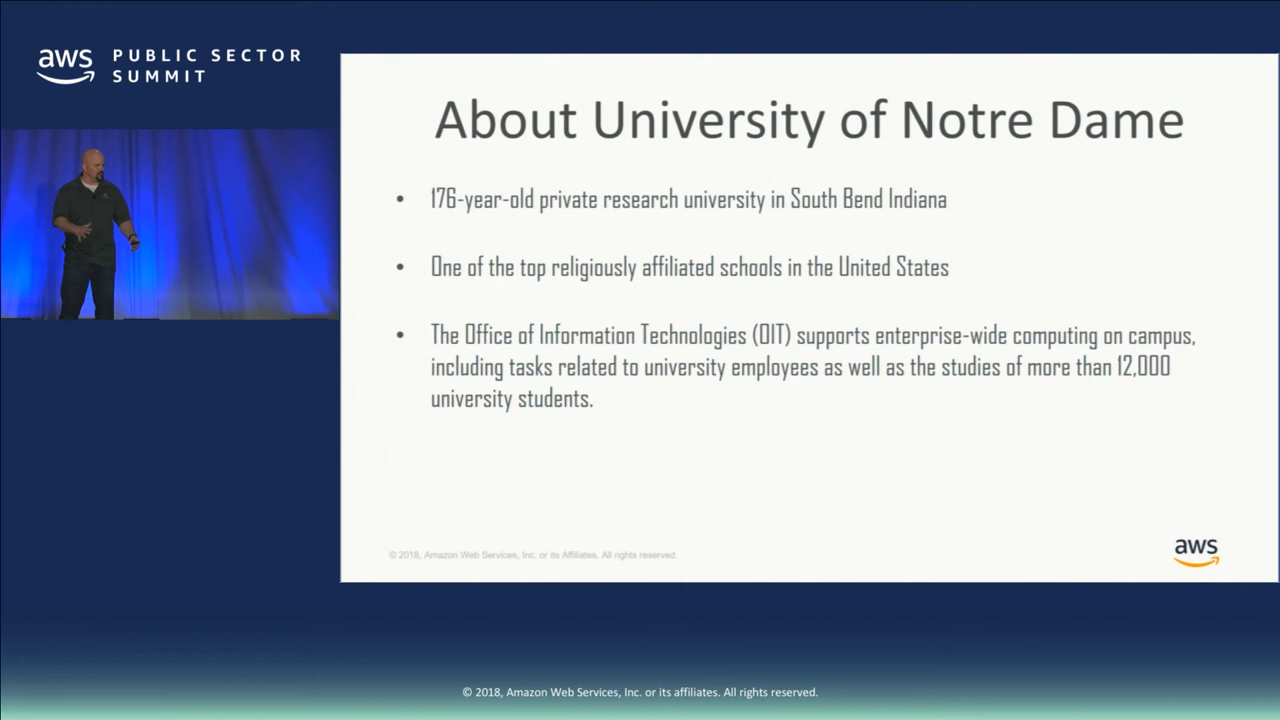 aws PUBLIC SECTOR
SUMMIT
About University of Notre Dame
• 176-year-old private research university in South Bend Indiana
• One of the top religiously affiliated schools in the United States
• The Office of Information Technologies (OIT) supports enterprise-wide computing on campus,
including tasks related to university employees as well as the studies of more than 12,000
university students.
© 2018, Amazon Web Services, Inc. or its Affiliates. All rights reserved.
aws
© 2018, Amazon Web Services, Inc. or its affiliates. All rights reserved.